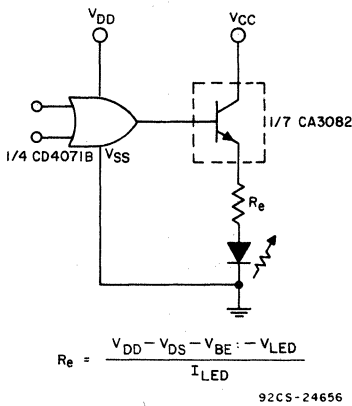 VDD
VCC
1/7 CA3082
1/4 CD4071B
VSS
Re
Re = VDD – VDS – VBE : – VLED
ILED
92CS-24656